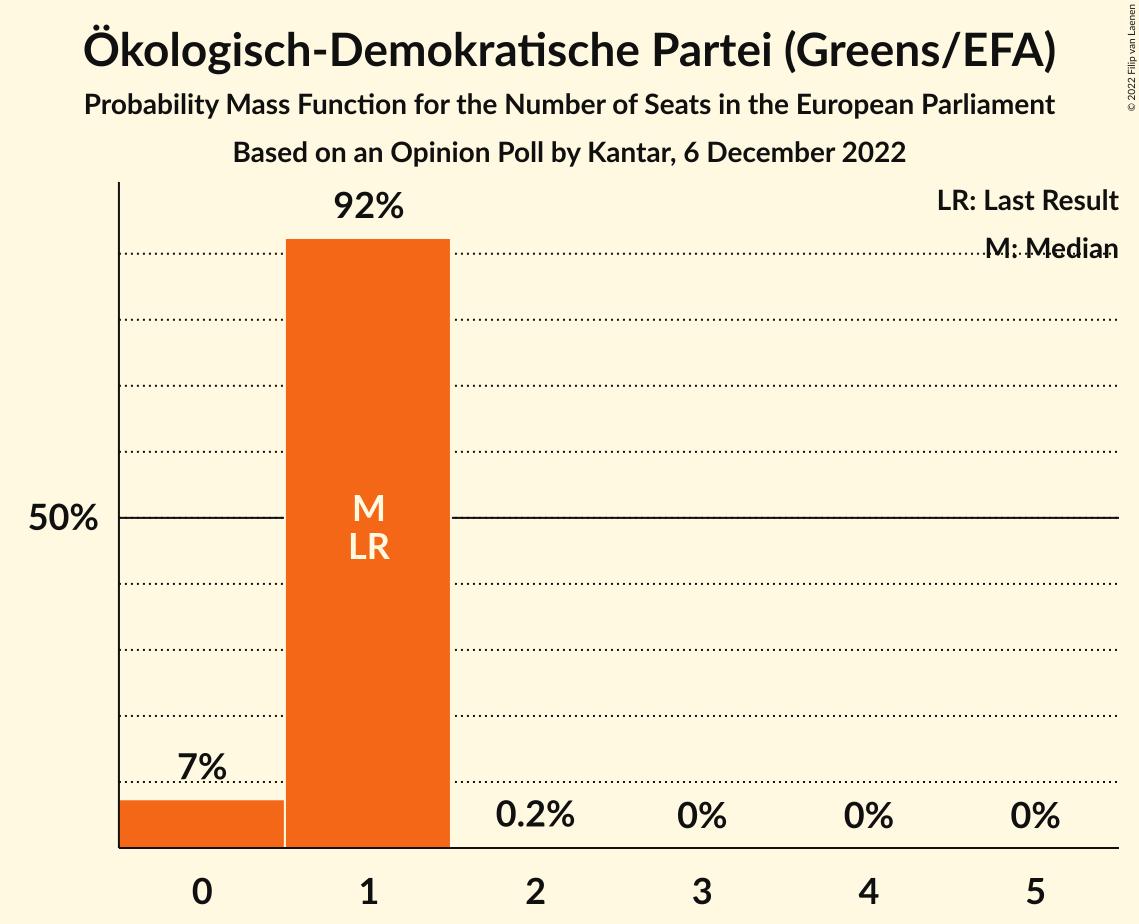 Ökologisch-Demokratische Partei (Greens/EFA)
Probability Mass Function for the Number of Seats in the European Parliament
Based on an Opinion Poll by Kantar, 6 December 2022
© 2022 Filip van Laenen
LR: Last Result
M: Median
92%
50%
M
LR
7%
0.2%
0%
0%
0%
0
1
2
3
4
5